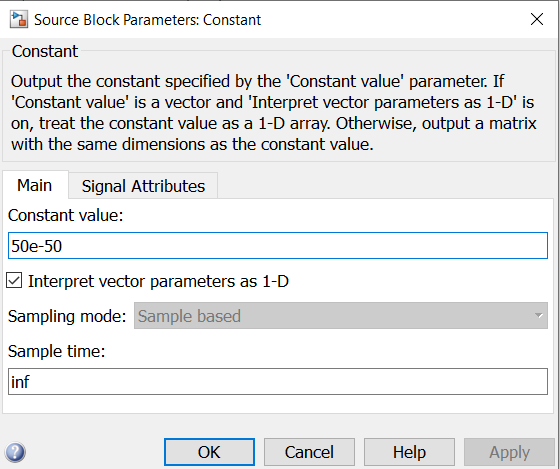 Source Block Parameters: Constant
Constant
Output the constant specified by the 'Constant value' parameter. If
'Constant value' is a vector and 'Interpret vector parameters as 1-D' is
on, treat the constant value as a 1-D array. Otherwise, output a matrix
with the same dimensions as the constant value.
Main Signal Attributes
Constant value:
50e-50
Interpret vector parameters as 1-D
Sampling mode: Sample based
Sample time:
inf
OK Cancel Help Apply